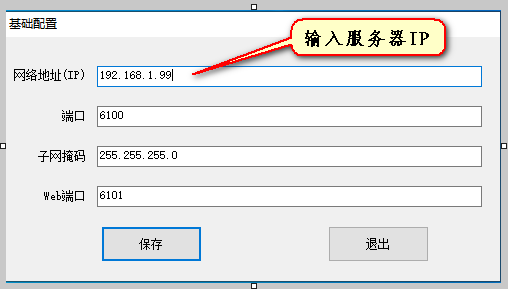 基础配置
输入服务器IP
网络地址(IP) 192.168.1.99
端口 6100
子网掩码 255.255.255.0
Web端口 6101
保存 退出